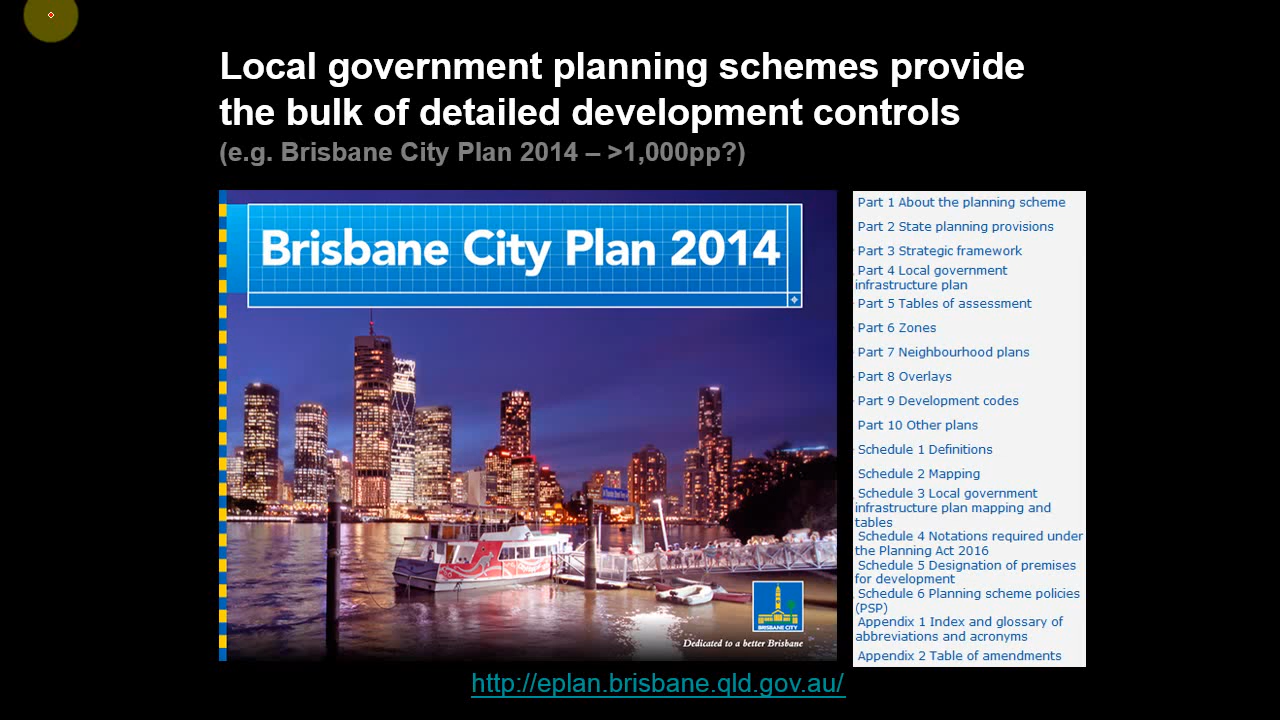 Local government planning schemes provide
the bulk of detailed development controls
(e.g. Brisbane City Plan 2014 – >1,000pp?)
Brisbane City Plan 2014
BRISBANE CITY
Dedicated to a better Brisbane
Part 1 About the planning scheme
Part 2 State planning provisions
Part 3 Strategic framework
Part 4 Local government
infrastructure plan
Part 5 Tables of assessment
Part 6 Zones
Part 7 Neighbourhood plans
Part 8 Overlays
Part 9 Development codes
Part 10 Other plans
Schedule 1 Definitions
Schedule 2 Mapping
Schedule 3 Local government
infrastructure plan mapping and
tables
Schedule 4 Notations required under
the Planning Act 2016
Schedule 5 Designation of premises
for development
Schedule 6 Planning scheme policies
(PSP)
Appendix 1 Index and glossary of
abbreviations and acronyms
Appendix 2 Table of amendments
http://eplan.brisbane.qld.gov.au/